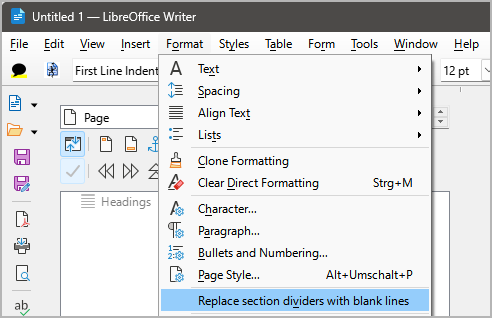 Untitled 1 — LibreOffice Writer
File Edit View Insert Format Styles Table Form Tools Window Help
First Line Indent
12 pt
Text
Page
Spacing
Align Text
Lists
Clone Formatting
Clear Direct Formatting Strg+M
Headings
Character...
Paragraph...
Bullets and Numbering...
Page Style... Alt+Umschalt+P
Replace section dividers with blank lines